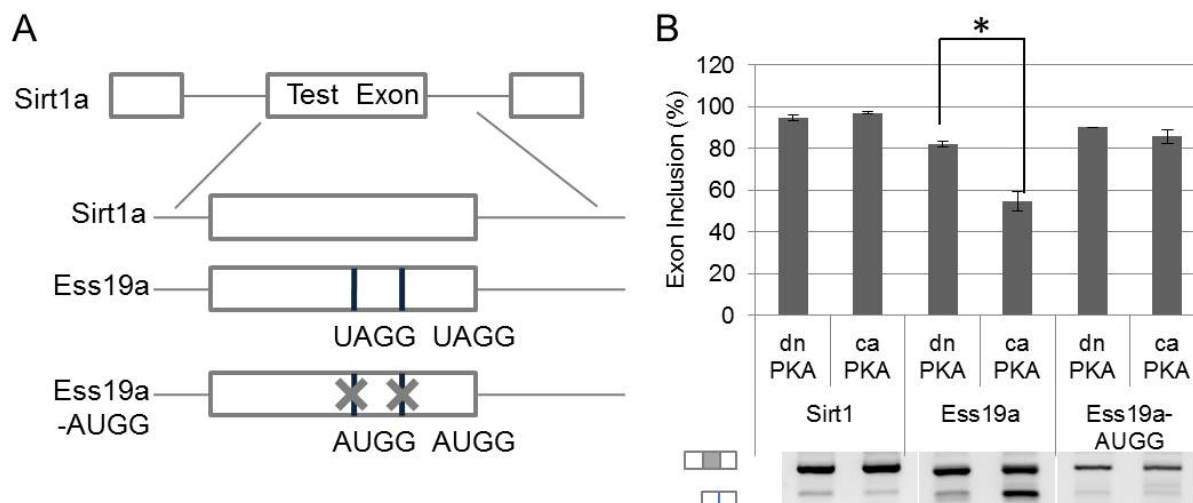 A
Sirt1a
Test Exon
Sirt1a
Ess19a
UAGG UAGG
Ess19a
-AUGG
AUGG AUGG
B
*
Exon Inclusion (%)
120
100
80
60
40
20
0
dn PKA
ca PKA
dn PKA
ca PKA
dn PKA
ca PKA
Sirt1
Ess19a
Ess19a-
AUGG